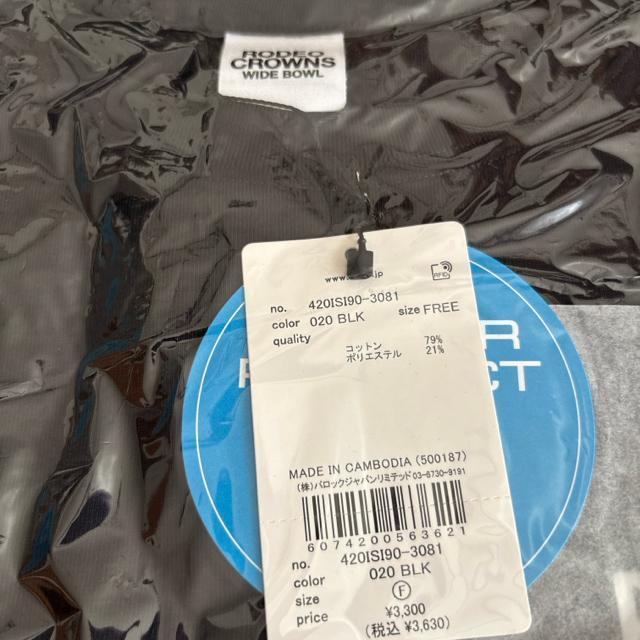 RODEO
CROWNS
WIDE BOWL
RFID
no. 420ISI90-3081
color 020 BLK size FREE
quality
コットン 79%
ポリエステル 21%
MADE IN CAMBODIA (500187)
(株)バロックジャパンリミテッド 03-6730-9191
6074200563621
no. 420ISI90-3081
color 020 BLK
size F
price ¥3,300
(税込 ¥3,630)